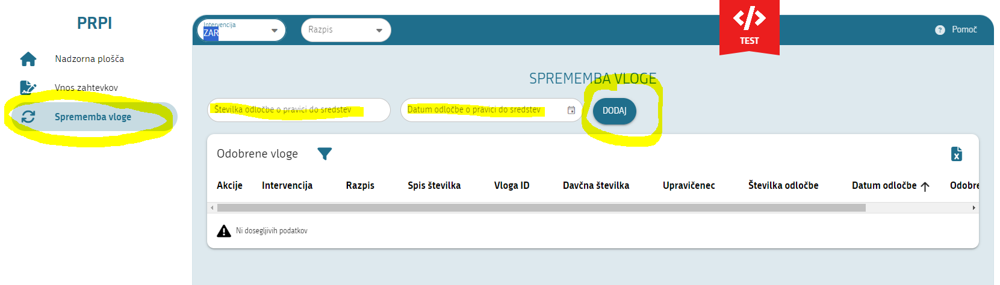 PRPI
Nadzorna plošča
Vnos zahtevkov
Sprememba vloge
Intervencija
ZAR
Razpis
TEST
Pomoč
SPREMEMBA VLOGE
Številka odločbe o pravici do sredstev
Datum odločbe o pravici do sredstev
DODAJ
Odobrene vloge
Akcije Intervencija Razpis Spis številka Vloga ID Davčna številka Upravičenec Številka odločbe Datum odločbe Odobre
Ni dosegljivih podatkov